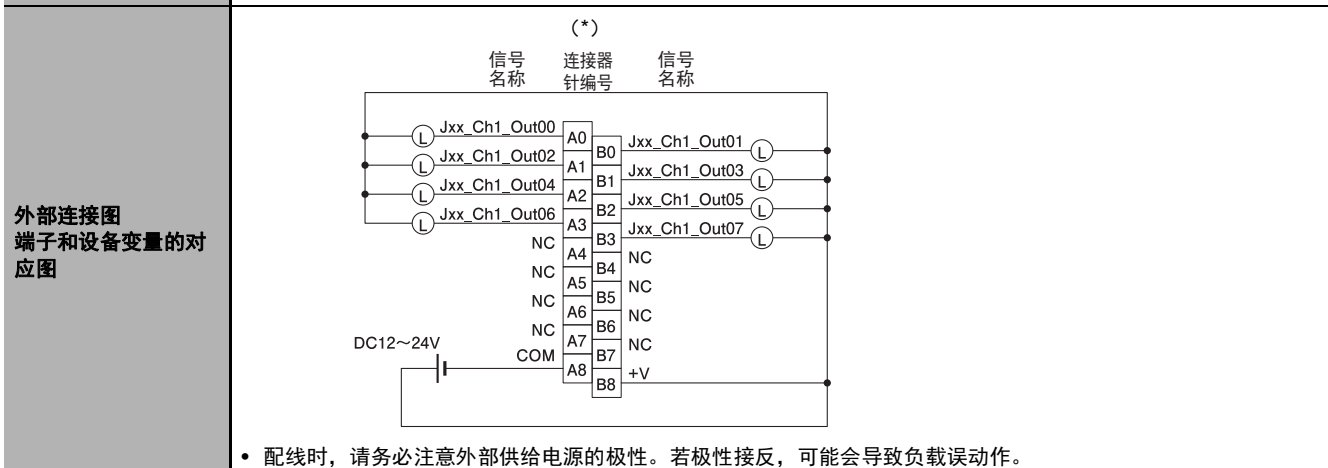 外部连接图
端子和设备变量的对
应图
(*)
信号
名称
连接器
针编号
信号
名称
L Jxx_Ch1_Out00 A0
B0 Jxx_Ch1_Out01 L
L Jxx_Ch1_Out02 A1
B1 Jxx_Ch1_Out03 L
L Jxx_Ch1_Out04 A2
B2 Jxx_Ch1_Out05 L
L Jxx_Ch1_Out06 A3
B3 Jxx_Ch1_Out07 L
NC A4
B4 NC
NC A5
B5 NC
NC A6
B6 NC
NC A7
B7 NC
DC12～24V
COM A8
B8 +V
• 配线时，请务必注意外部供给电源的极性。若极性接反，可能会导致负载误动作。